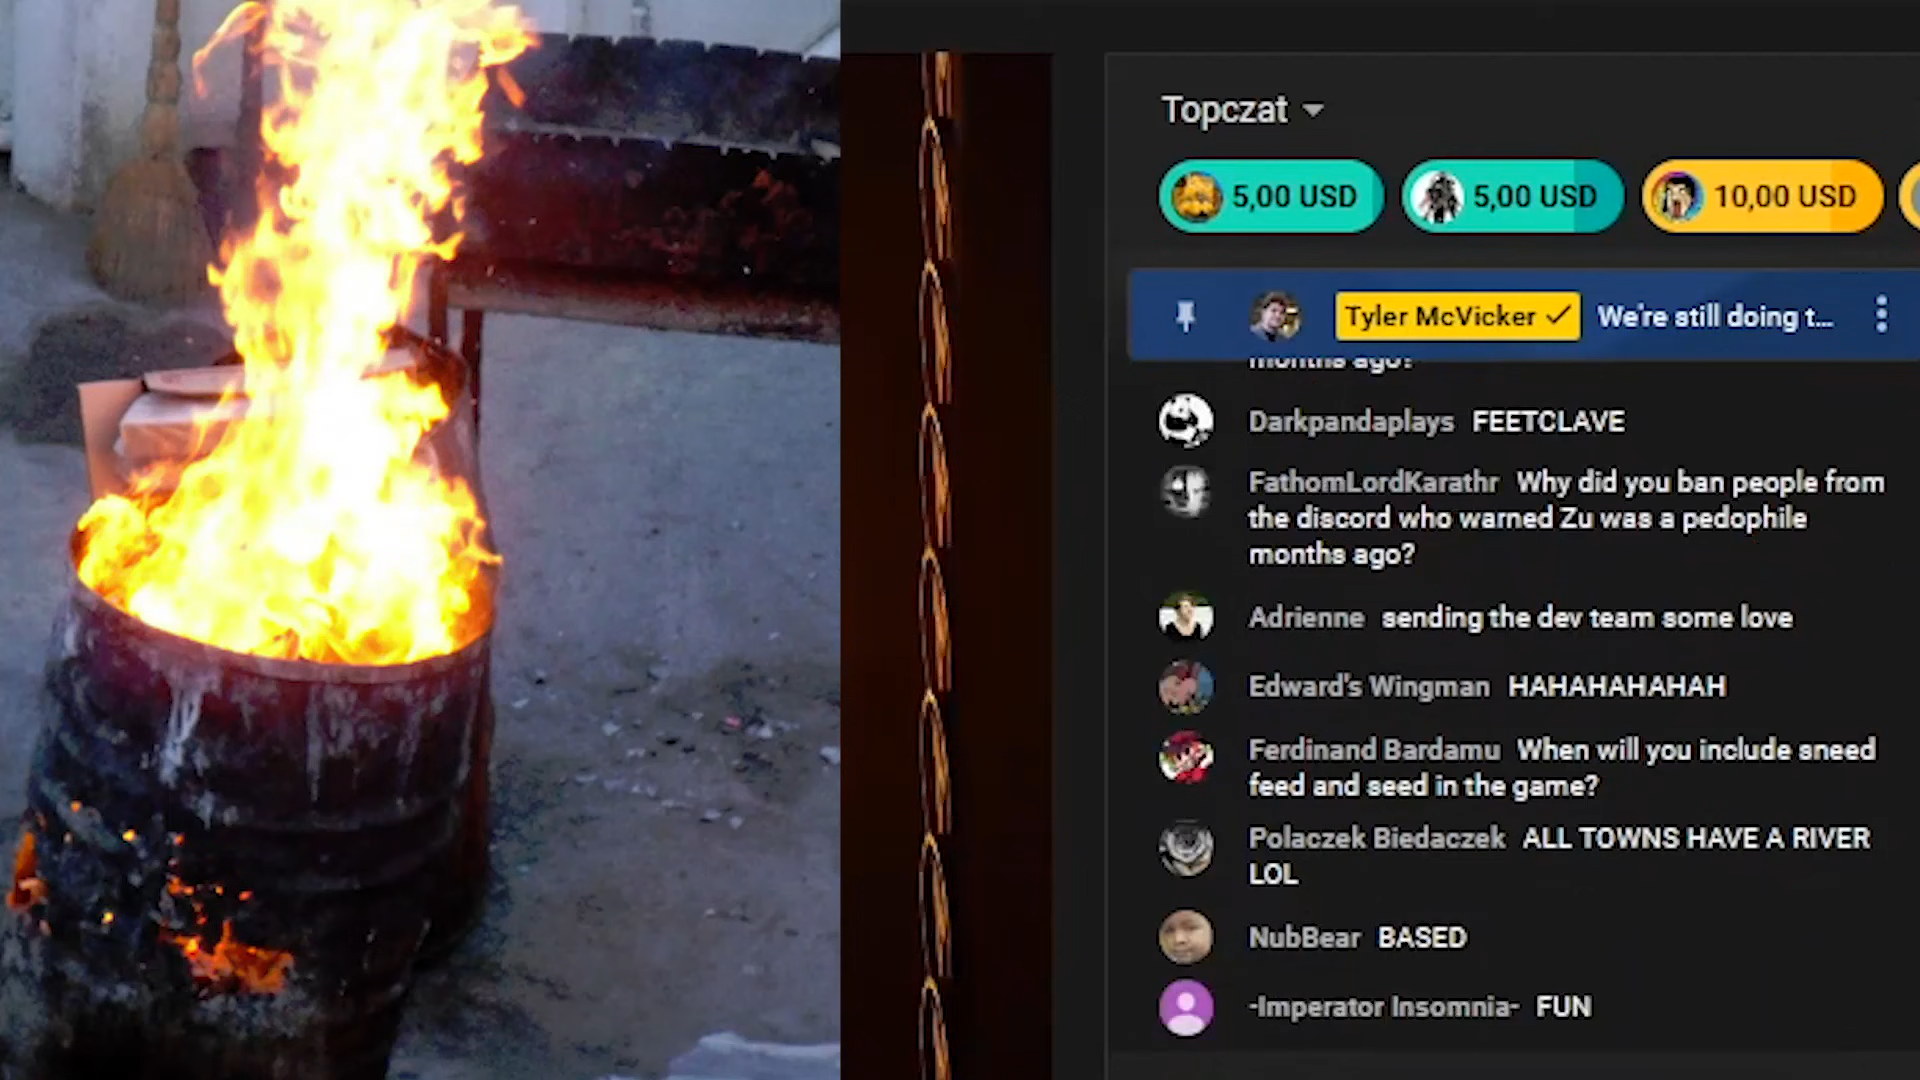 Topczat
5,00 USD 5,00 USD 10,00 USD
Tyler McVicker We're still doing t...
months ago?
Darkpandaplays FEETCLAVE
FathomLordKarathr Why did you ban people from
the discord who warned Zu was a pedophile
months ago?
Adrienne sending the dev team some love
Edward's Wingman HAHAHAHAHAH
Ferdinand Bardamu When will you include sneed
feed and seed in the game?
Polaczek Biedaczek ALL TOWNS HAVE A RIVER
LOL
NubBear BASED
-Imperator Insomnia- FUN